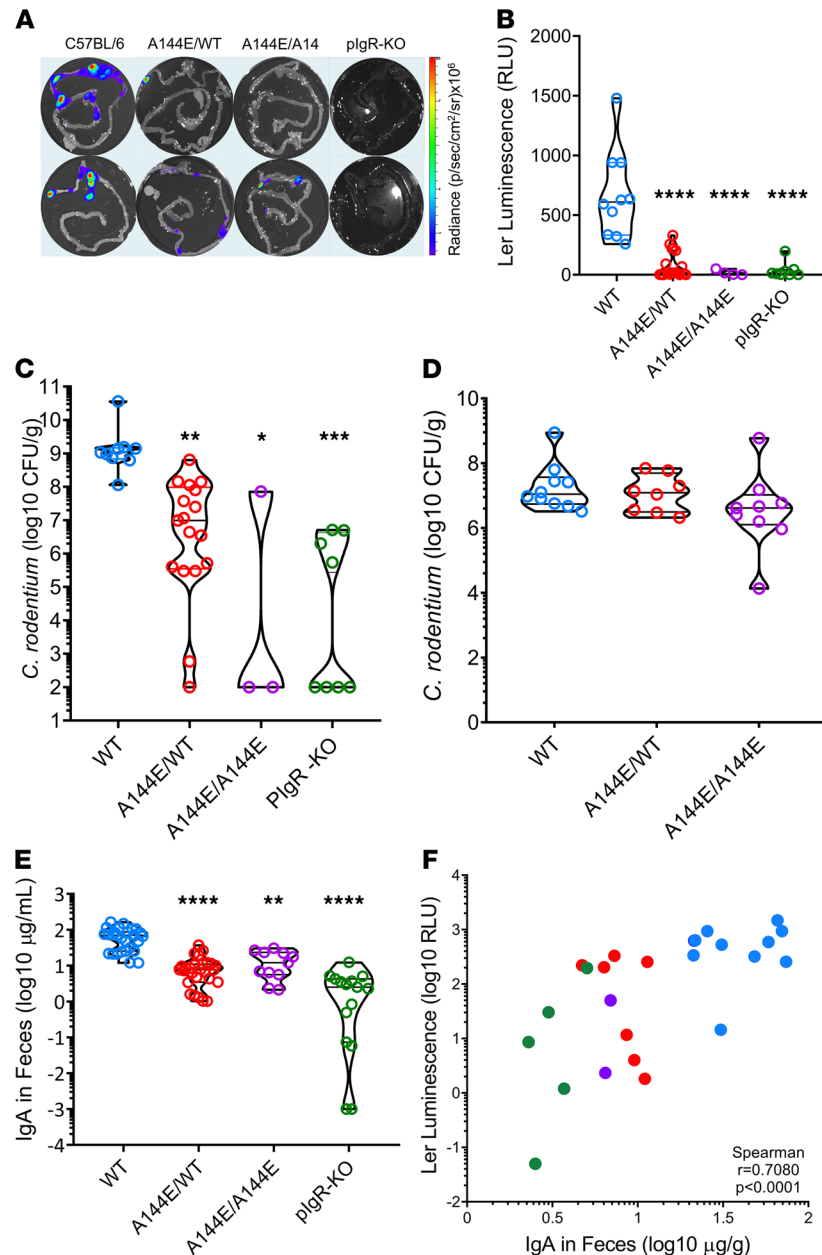 A
C57BL/6 A144E/WT A144E/A14 pIgR-KO
Radiance (p/sec/cm²/sr)x10⁶
B
Ler Luminescence (RLU)
2000
1500
1000
500
0
**** **** ****
WT A144E/WT A144E/A144E pIgR-KO
C
C. rodentium (log10 CFU/g)
11
10
9
8
7
6
5
4
3
2
1
** * ***
WT A144E/WT A144E/A144E PIgR -KO
D
C. rodentium (log10 CFU/g)
10
8
6
4
2
0
WT A144E/WT A144E/A144E
E
IgA in Feces (log10 µg/mL)
3
2
1
0
-1
-2
-3
-4
**** ** ****
WT A144E/WT A144E/A144E pIgR-KO
F
Ler Luminescence (log10 RLU)
4
3
2
1
0
-1
-2
Spearman
r=0.7080
p<0.0001
0 0.5 1 1.5 2
IgA in Feces (log10 µg/g)